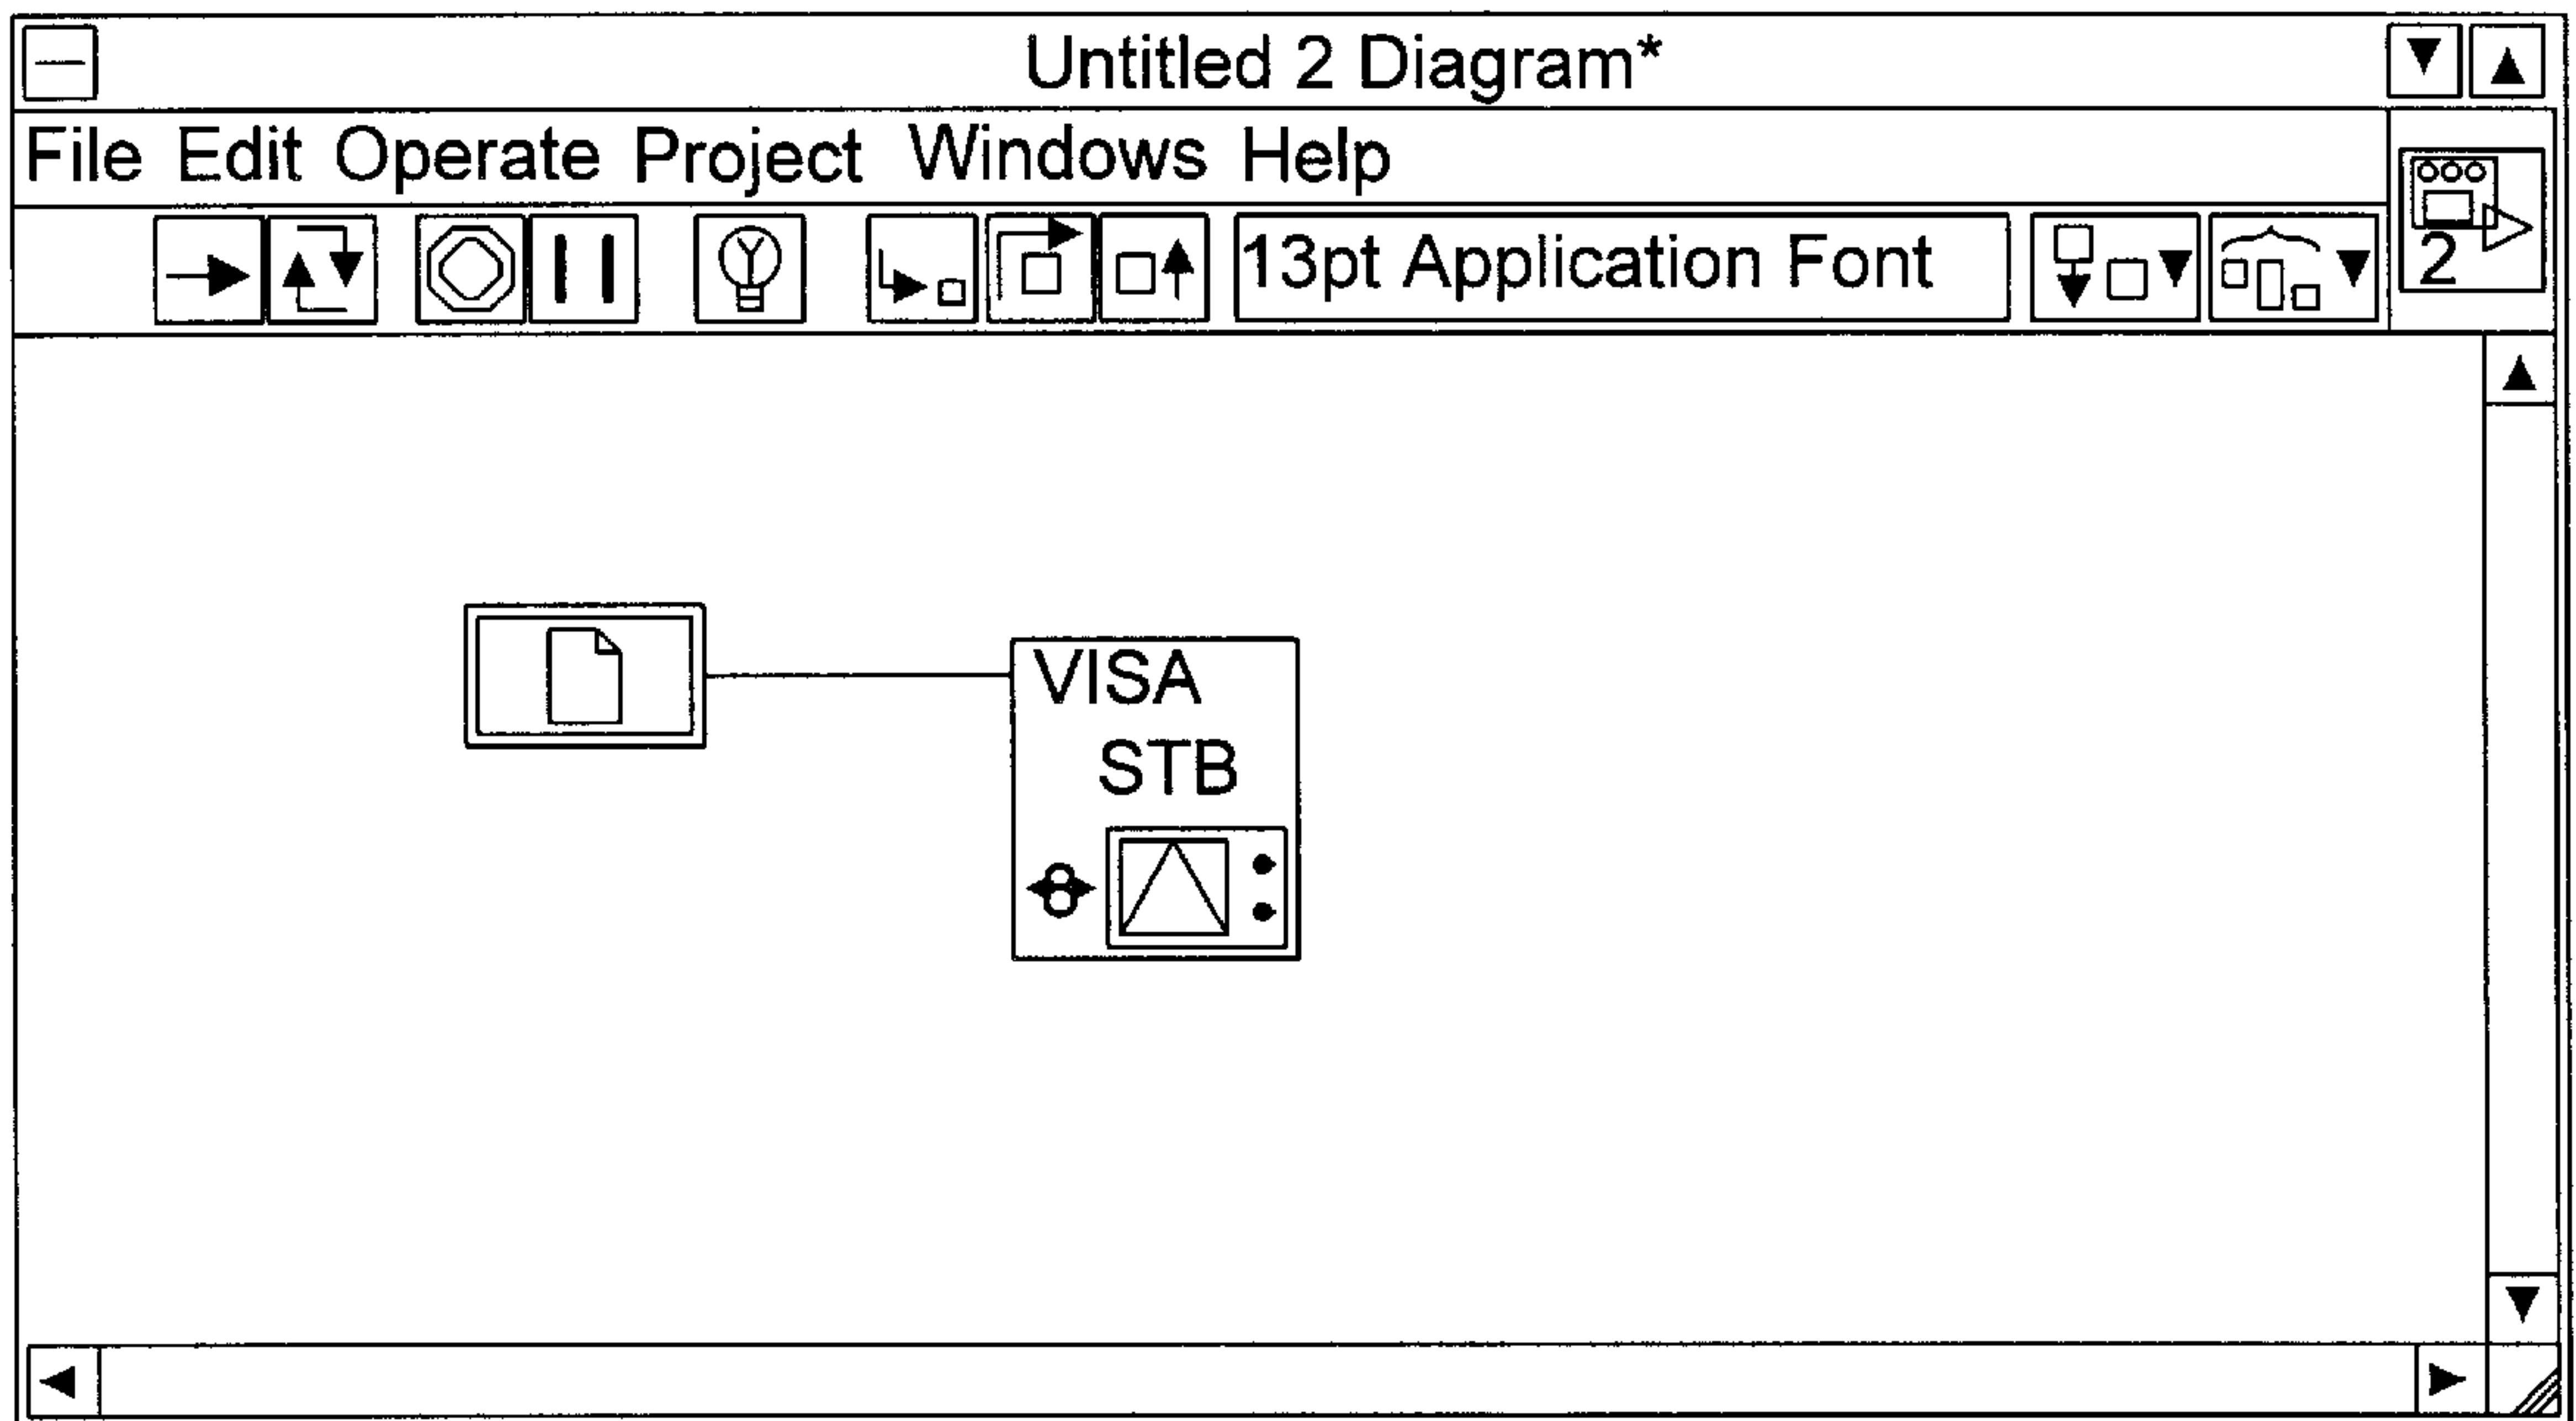 Untitled 2 Diagram*
File Edit Operate Project Windows Help
2
13pt Application Font
VISA
STB